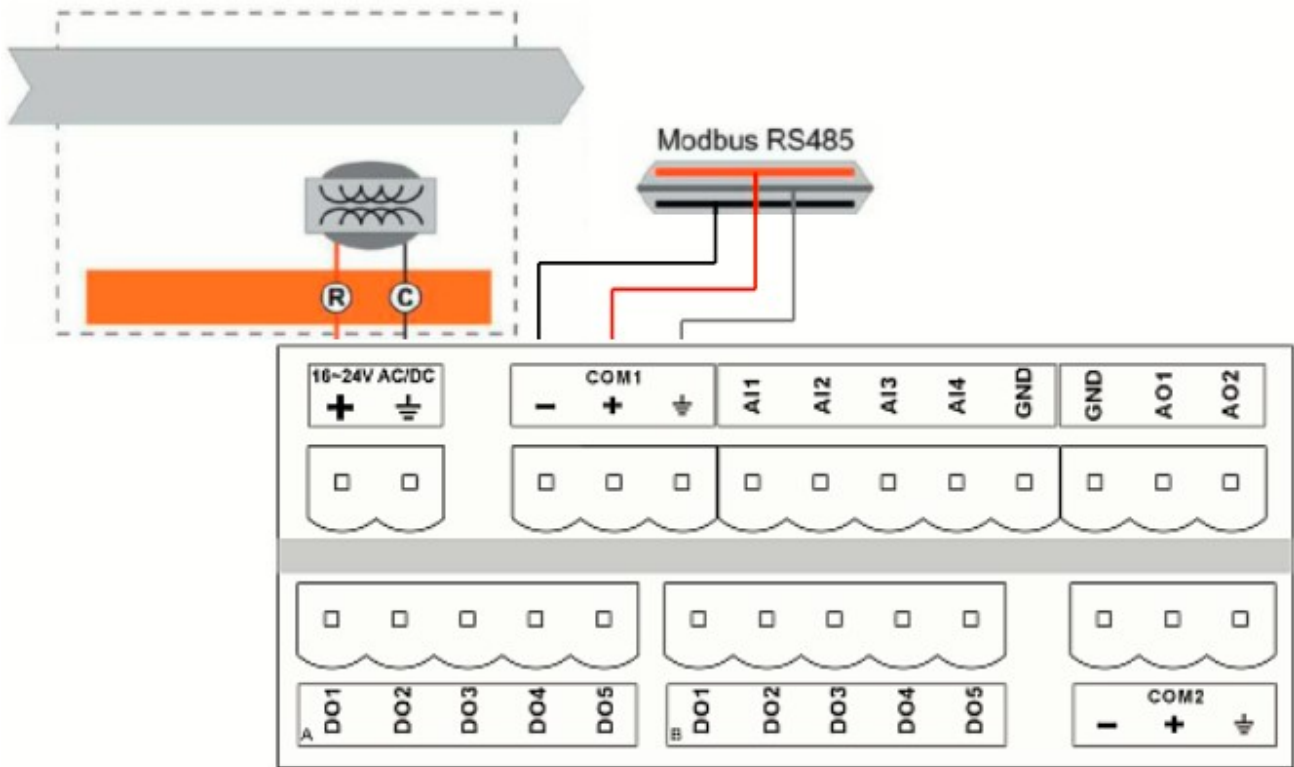 Modbus RS485
R C
16~24V AC/DC
+
COM1
- +
AI1 AI2 AI3 AI4 GND
GND AO1 AO2
A DO1 DO2 DO3 DO4 DO5
B DO1 DO2 DO3 DO4 DO5
COM2
- +